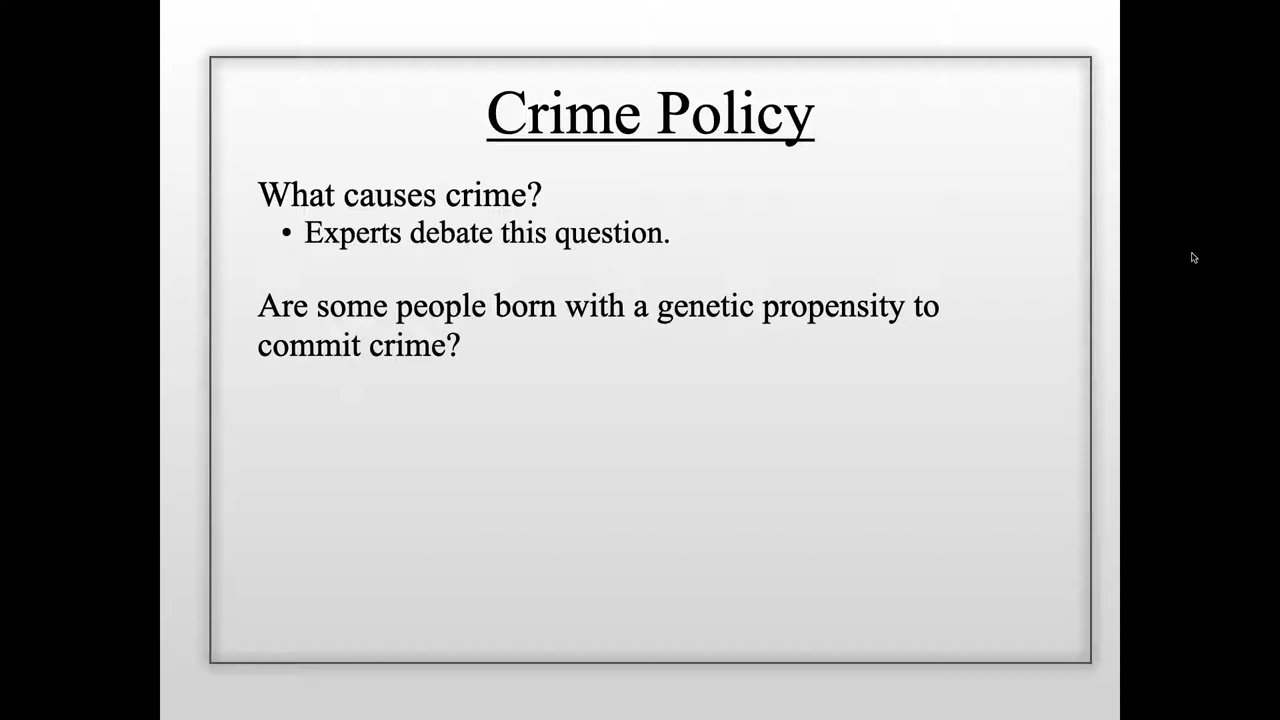 Crime Policy
What causes crime?
• Experts debate this question.
Are some people born with a genetic propensity to
commit crime?